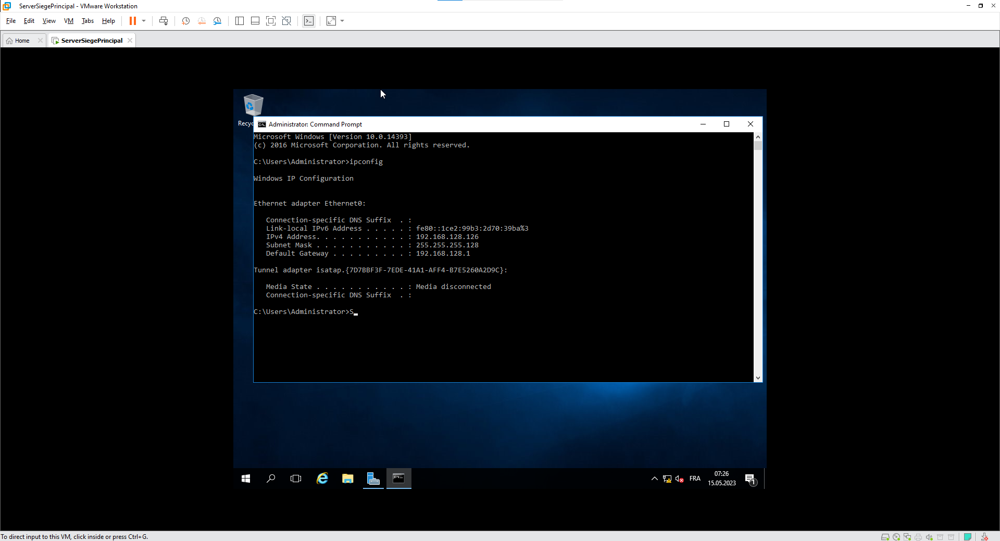 ServerSiegePrincipal - VMware Workstation
File Edit View VM Tabs Help
Home
ServerSiegePrincipal
Recyc
Administrator: Command Prompt
Microsoft Windows [Version 10.0.14393]
(c) 2016 Microsoft Corporation. All rights reserved.
C:\Users\Administrator>ipconfig
Windows IP Configuration
Ethernet adapter Ethernet0:
Connection-specific DNS Suffix  . :
Link-local IPv6 Address . . . . . : fe80::1ce2:99b3:2d70:39ba%3
IPv4 Address. . . . . . . . . . . : 192.168.128.126
Subnet Mask . . . . . . . . . . . : 255.255.255.128
Default Gateway . . . . . . . . . : 192.168.128.1
Tunnel adapter isatap.{7D7BBF3F-7EDE-41A1-AFF4-B7E5260A2D9C}:
Media State . . . . . . . . . . . : Media disconnected
Connection-specific DNS Suffix  . :
C:\Users\Administrator>S_
FRA
07:26
15.05.2023
1
To direct input to this VM, click inside or press Ctrl+G.